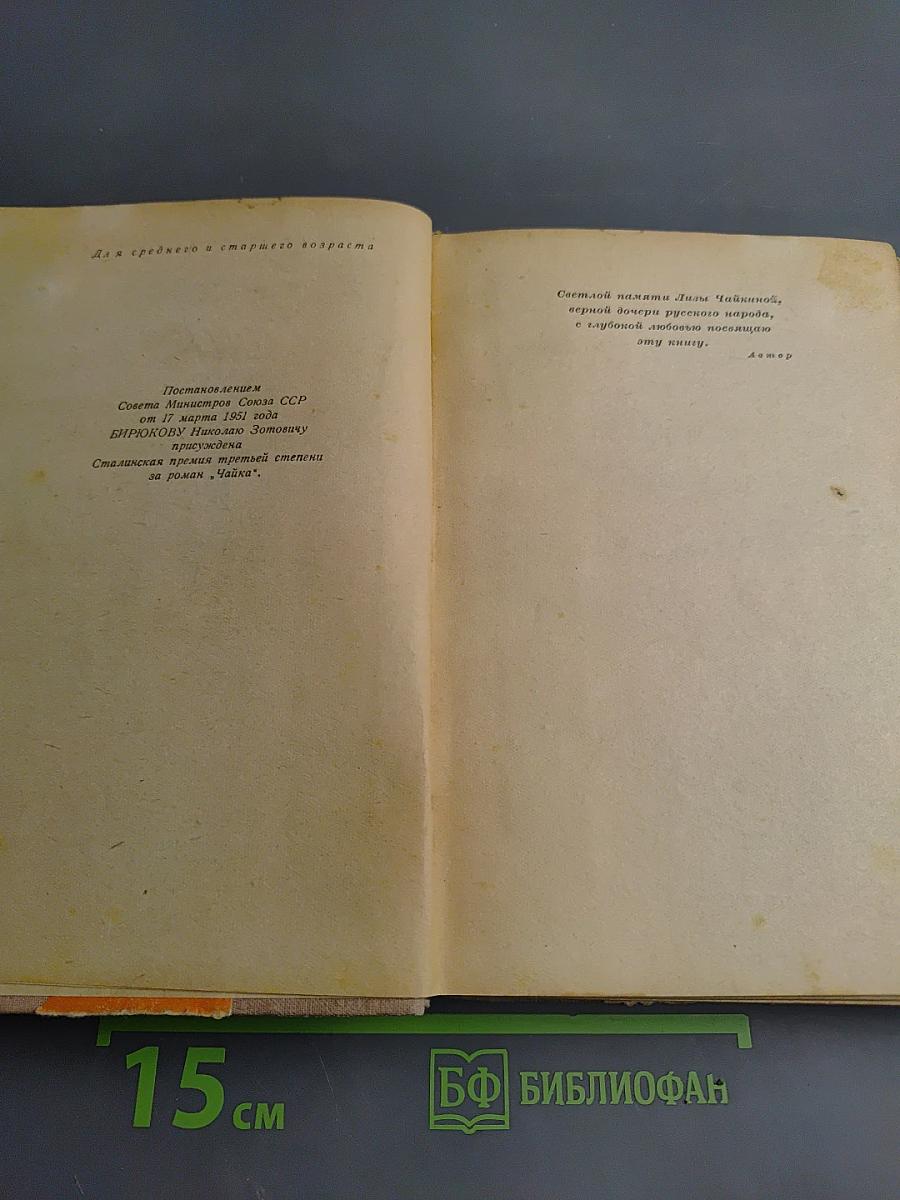 Для среднего и старшего возраста
Постановлением
Совета Министров Союза ССР
от 17 марта 1951 года
БИРЮКОВУ Николаю Зотовичу
присуждена
Сталинская премия третьей степени
за роман „Чайка“.
Светлой памяти Лизы Чайкиной,
верной дочери русского народа,
с глубокой любовью посвящаю
эту книгу.
Автор
15 см
БФ БИБЛИОФАН